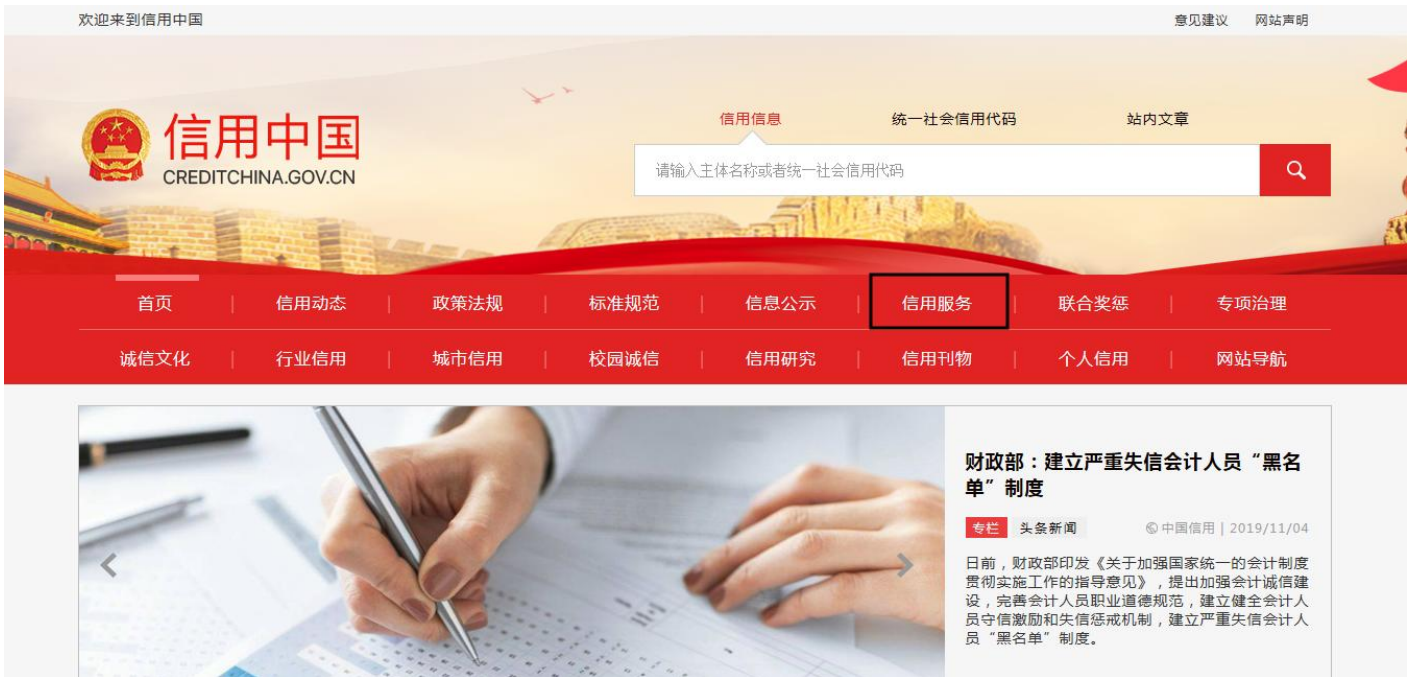 欢迎来到信用中国
意见建议 网站声明
信用信息 统一社会信用代码 站内文章
信用中国
CREDITCHINA.GOV.CN
请输入主体名称或者统一社会信用代码
首页 信用动态 政策法规 标准规范 信息公示 信用服务 联合奖惩 专项治理
诚信文化 行业信用 城市信用 校园诚信 信用研究 信用刊物 个人信用 网站导航
财政部：建立严重失信会计人员“黑名
单”制度
专栏 头条新闻 中国信用 | 2019/11/04
日前，财政部印发《关于加强国家统一的会计制度
贯彻实施工作的指导意见》，提出加强会计诚信建
设，完善会计人员职业道德规范，建立健全会计人
员守信激励和失信惩戒机制，建立严重失信会计人
员“黑名单”制度。